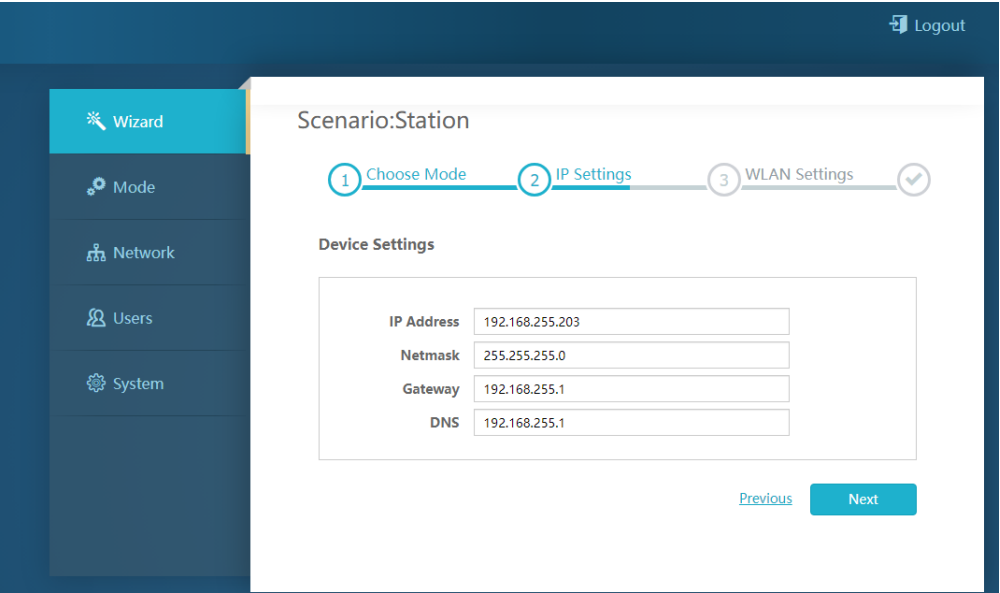 Logout
Wizard
Mode
Network
Users
System
Scenario:Station
1 Choose Mode 2 IP Settings 3 WLAN Settings
Device Settings
IP Address 192.168.255.203
Netmask 255.255.255.0
Gateway 192.168.255.1
DNS 192.168.255.1
Previous Next